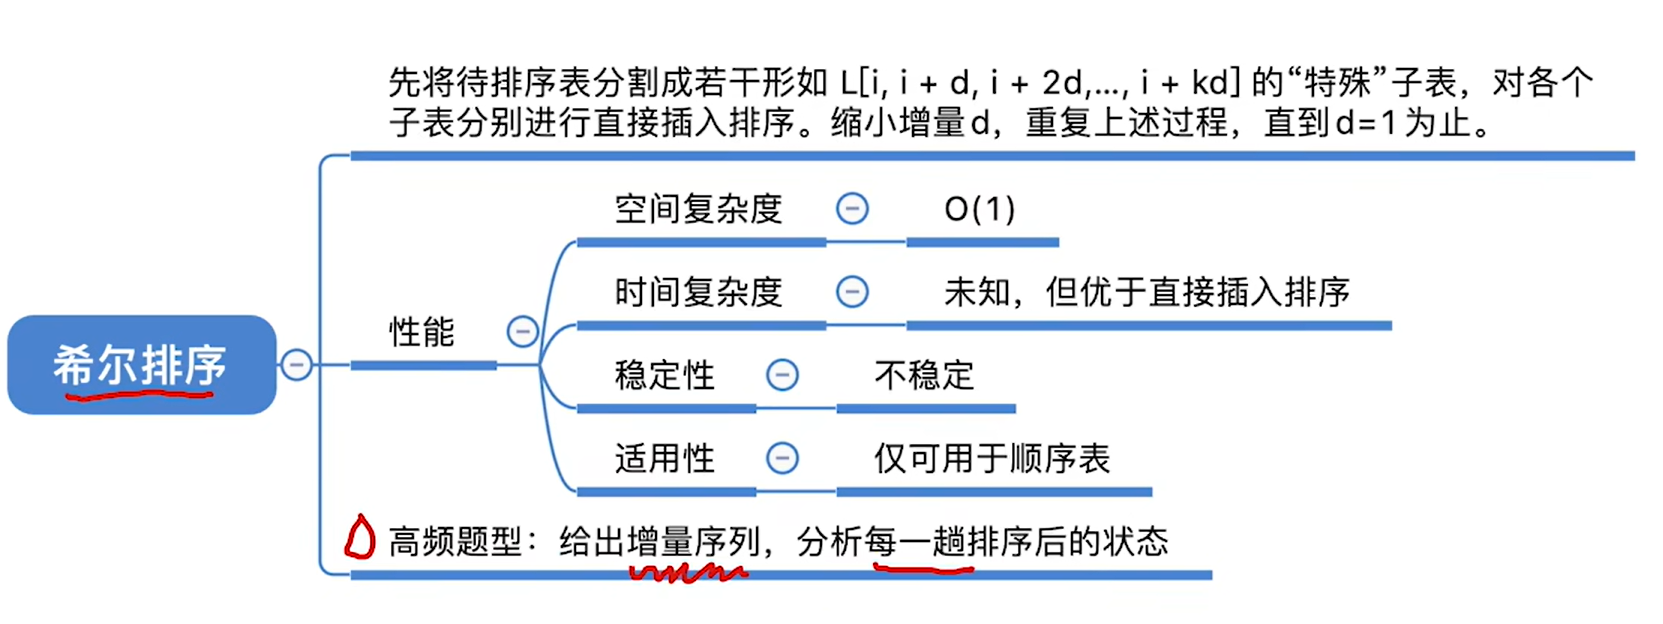 先将待排序表分割成若干形如 L[i, i + d, i + 2d,…, i + kd] 的“特殊”子表，对各个
子表分别进行直接插入排序。缩小增量d，重复上述过程，直到d=1为止。
空间复杂度 O(1)
时间复杂度 未知，但优于直接插入排序
性能
希尔排序
稳定性 不稳定
适用性 仅可用于顺序表
高频题型：给出增量序列，分析每一趟排序后的状态